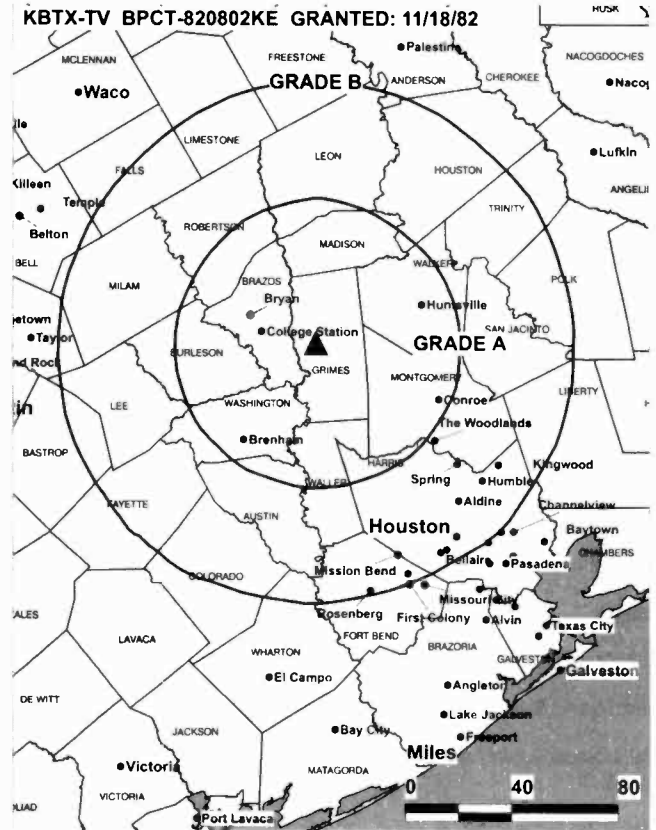 KBTX-TV BPCT-820802KE GRANTED: 11/18/82
HUSK
MCLENNAN
FREESTONE
Palestine
NACOGDOCHES
Waco
GRADE B
ANDERSON
CHEROKEE
LIMESTONE
LEON
HOUSTON
Lufkin
FALLS
Killeen
Temple
Belton
ROBERTSON
TRINITY
MADISON
WALKER
BELL
MILAM
BRAZOS
POLK
Bryan
Huntsville
Taylor
College Station
SAN JACINTO
GRADE A
BURLESON
GRIMES
MONTGOMERY
LIBERTY
LEE
WASHINGTON
Conroe
The Woodlands
Brenham
BASTROP
HARRIS
Kingwood
WALLER
Spring
Humble
FAYETTE
AUSTIN
Aldine
Channelview
Houston
Baytown
Bellaire
CHAMBERS
COLORADO
Mission Bend
Pasadena
Missouri City
Rosenberg
First Colony
Alvin
Texas City
LAVACA
FORT BEND
WHARTON
BRAZORIA
GALVESTON
Galveston
El Campo
DE WITT
Angleton
JACKSON
Bay City
Lake Jackson
Freeport
Miles
Victoria
MATAGORDA
VICTORIA
0 40 80
Port Lavaca